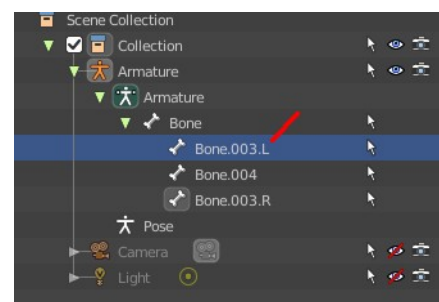 Scene Collection
Collection
Armature
Armature
Bone
Bone.003.L
Bone.004
Bone.003.R
Pose
Camera
Light